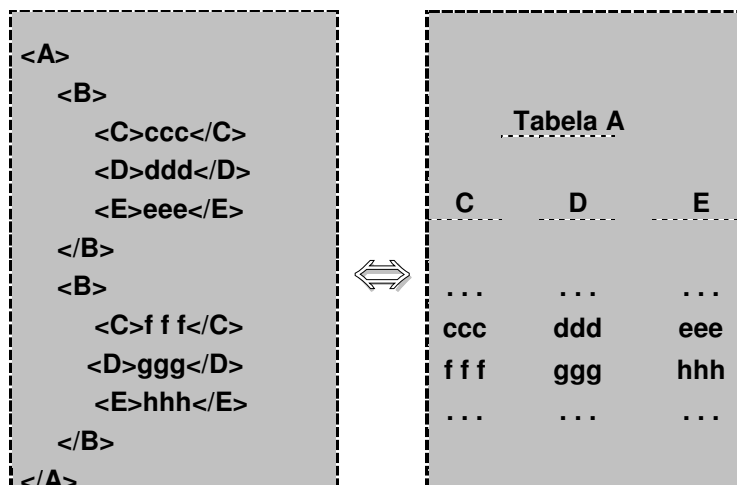 <A>
<B>
<C>ccc</C>
<D>ddd</D>
<E>eee</E>
</B>
<B>
<C>f f f</C>
<D>ggg</D>
<E>hhh</E>
</B>
</A>
Tabela A
C D E
. . . . . . . . .
ccc ddd eee
f f f ggg hhh
. . . . . . . . .